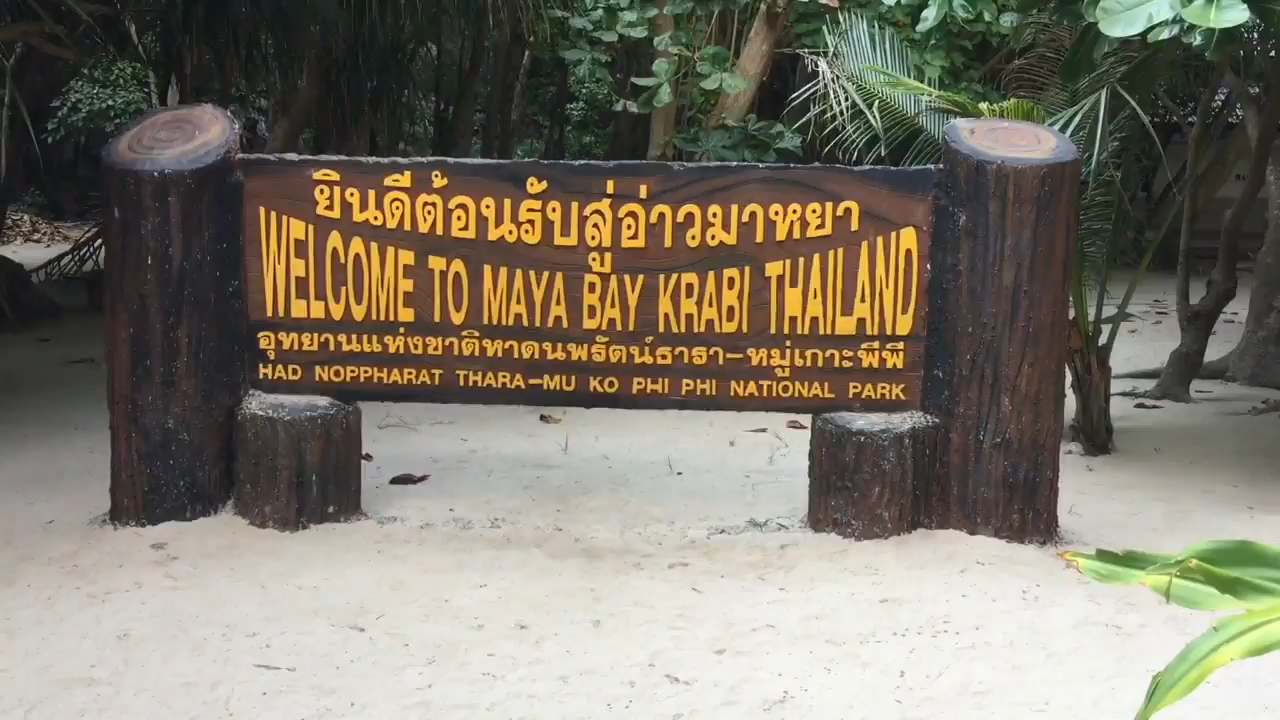 ยินดีต้อนรับสู่อ่าวมาหยา
WELCOME TO MAYA BAY KRABI THAILAND
อุทยานแห่งชาติหาดนพรัตน์ธารา-หมู่เกาะพีพี
HAD NOPPHARAT THARA-MU KO PHI PHI NATIONAL PARK